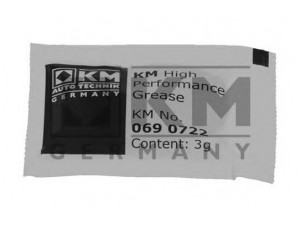 KM
AUTO TECHNIK
GERMANY
KM High
Performance
Grease
KM No.
069 0722
Content: 3g
KM
GERMANY